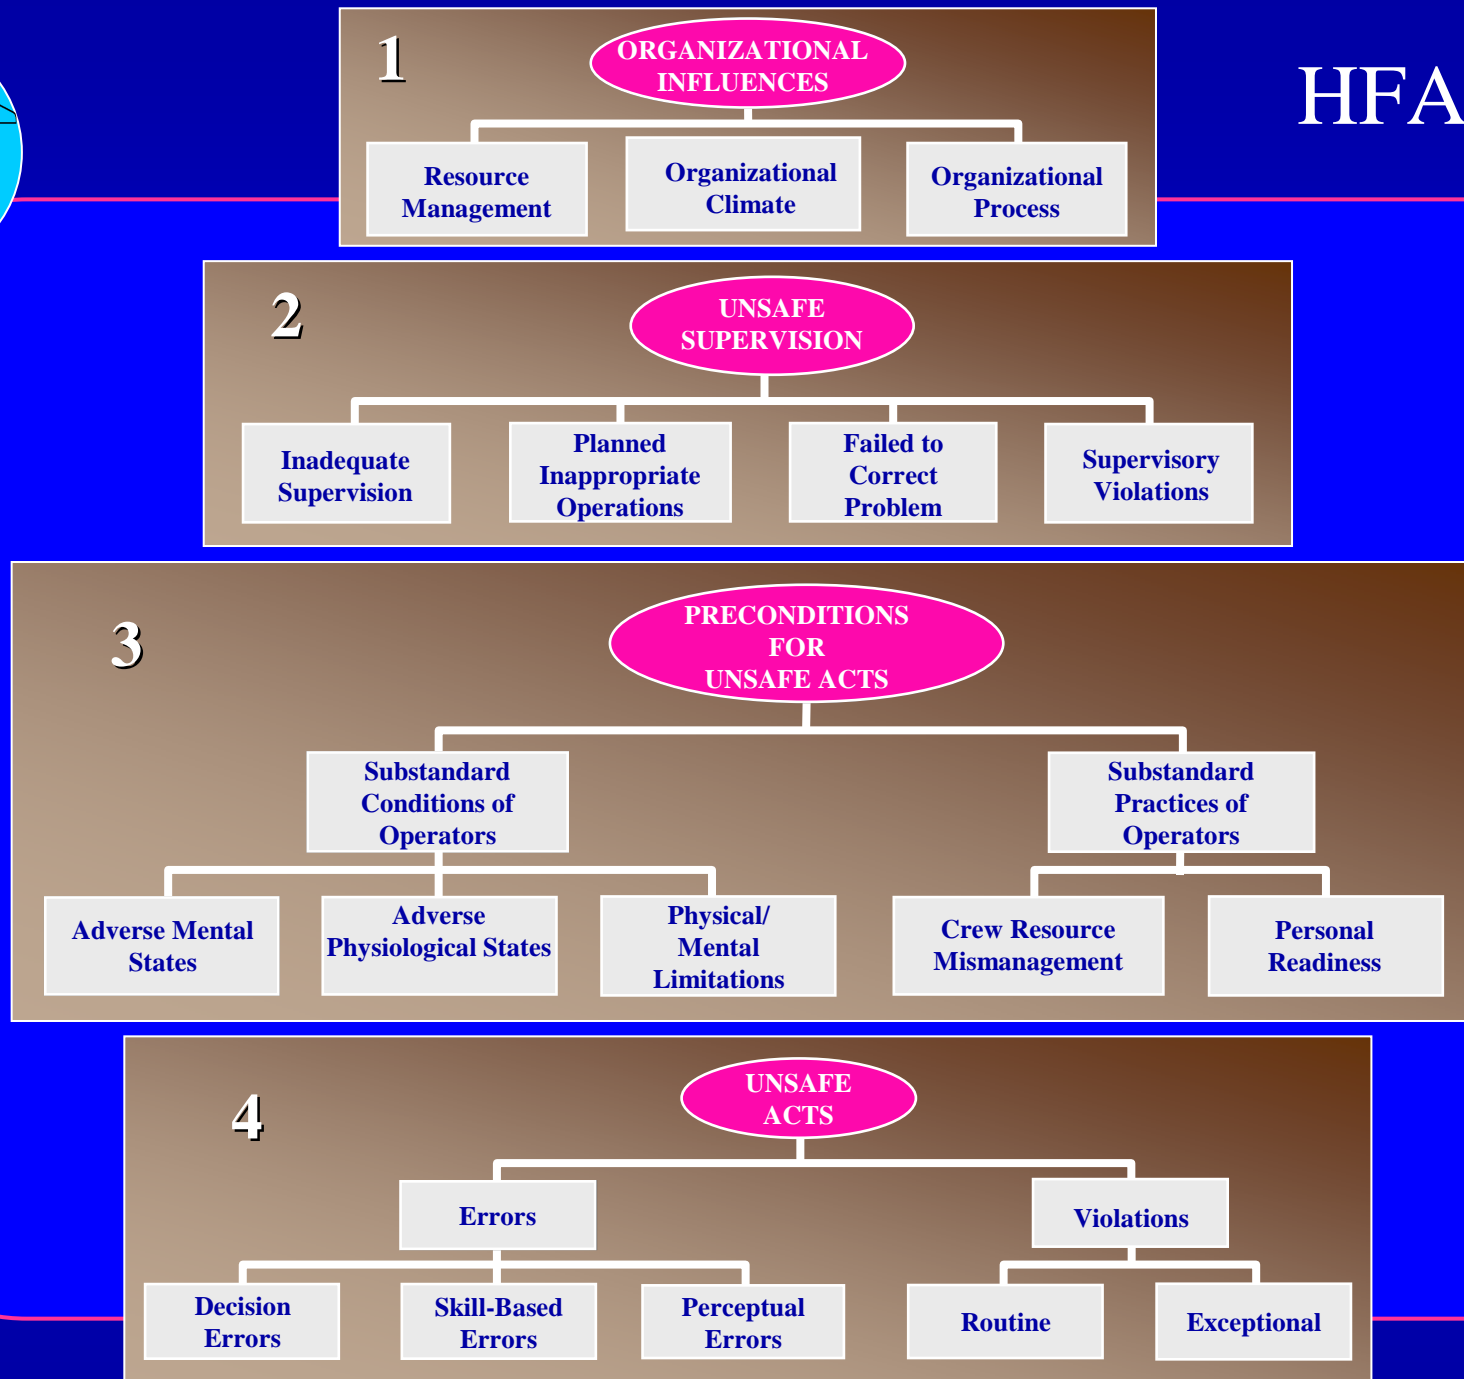 HFA
1
ORGANIZATIONAL
INFLUENCES
Resource
Management
Organizational
Climate
Organizational
Process
2
UNSAFE
SUPERVISION
Inadequate
Supervision
Planned
Inappropriate
Operations
Failed to
Correct
Problem
Supervisory
Violations
3
PRECONDITIONS
FOR
UNSAFE ACTS
Substandard
Conditions of
Operators
Substandard
Practices of
Operators
Adverse Mental
States
Adverse
Physiological States
Physical/
Mental
Limitations
Crew Resource
Mismanagement
Personal
Readiness
4
UNSAFE
ACTS
Errors
Violations
Decision
Errors
Skill-Based
Errors
Perceptual
Errors
Routine
Exceptional